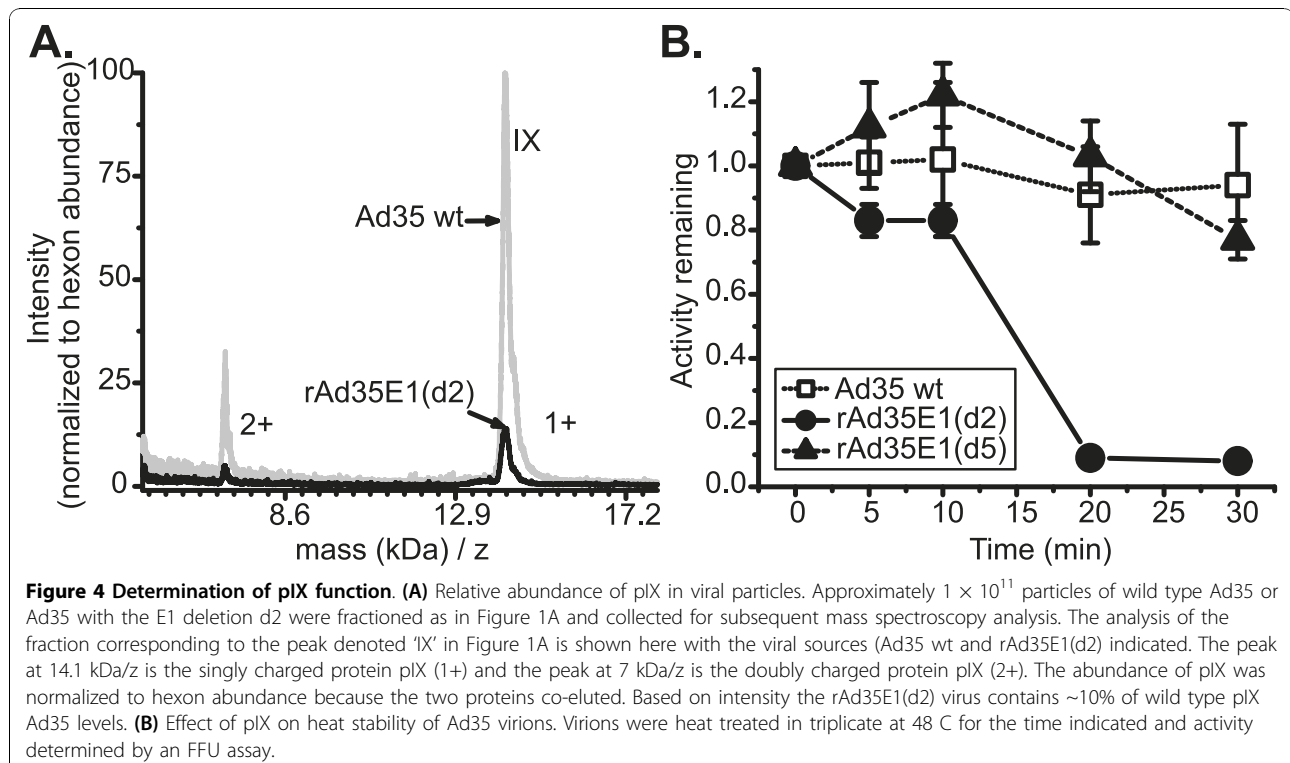 A.
100
75
50
25
0
Intensity
(normalized to hexon abundance)
IX
Ad35 wt
rAd35E1(d2)
2+
1+
8.6
12.9
17.2
mass (kDa) / z
B.
1.2
1.0
0.8
0.6
0.4
0.2
0.0
Activity remaining
Ad35 wt
rAd35E1(d2)
rAd35E1(d5)
0
5
10
15
20
25
30
Time (min)
Figure 4 Determination of pIX function. (A) Relative abundance of pIX in viral particles. Approximately 1 × 10¹¹ particles of wild type Ad35 or
Ad35 with the E1 deletion d2 were fractioned as in Figure 1A and collected for subsequent mass spectroscopy analysis. The analysis of the
fraction corresponding to the peak denoted 'IX' in Figure 1A is shown here with the viral sources (Ad35 wt and rAd35E1(d2) indicated. The peak
at 14.1 kDa/z is the singly charged protein pIX (1+) and the peak at 7 kDa/z is the doubly charged protein pIX (2+). The abundance of pIX was
normalized to hexon abundance because the two proteins co-eluted. Based on intensity the rAd35E1(d2) virus contains ~10% of wild type pIX
Ad35 levels. (B) Effect of pIX on heat stability of Ad35 virions. Virions were heat treated in triplicate at 48 C for the time indicated and activity
determined by an FFU assay.